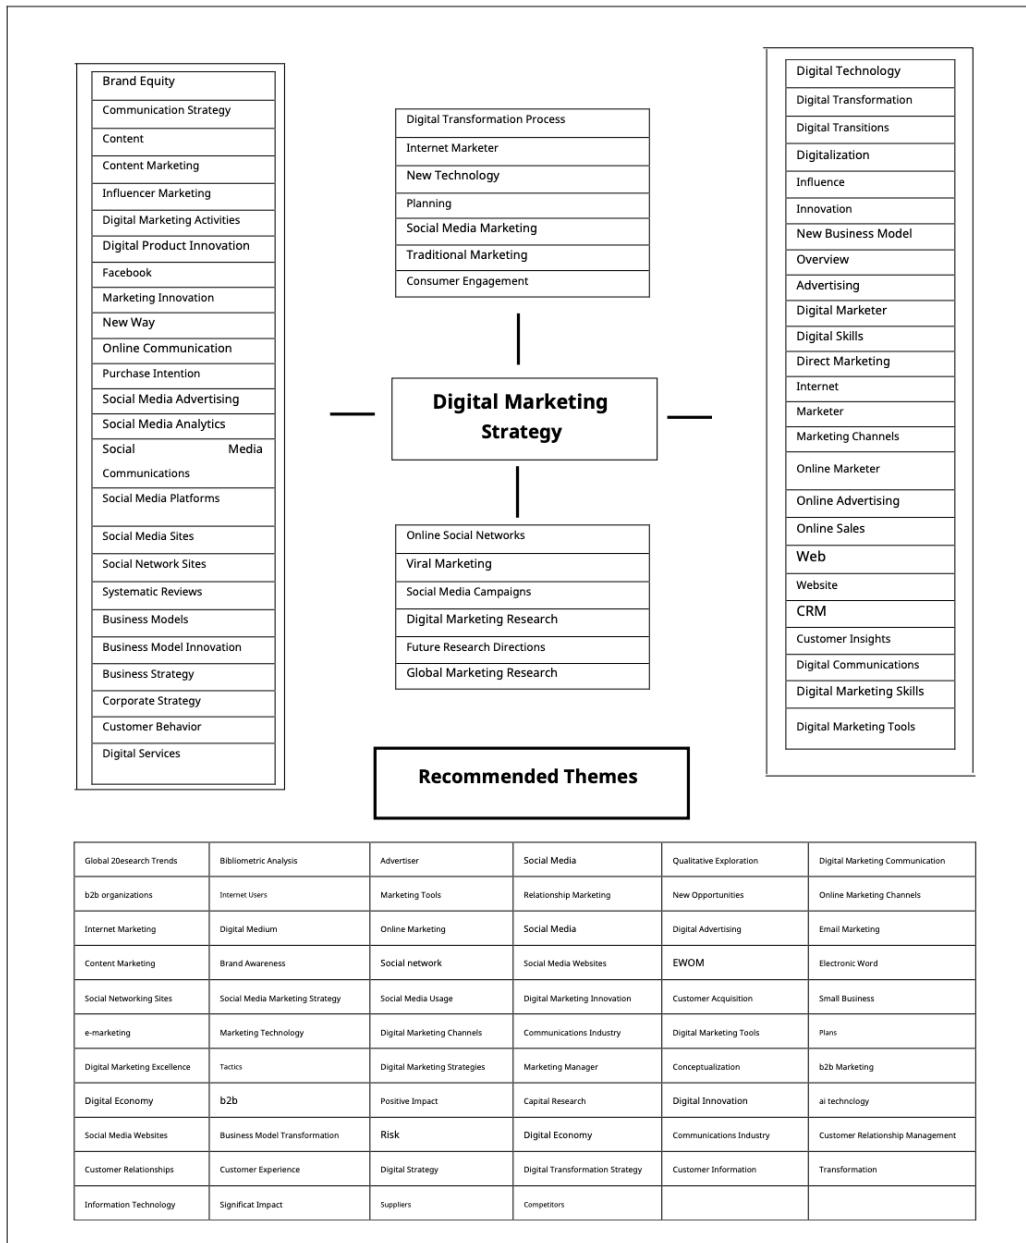 Brand Equity
Communication Strategy
Content
Content Marketing
Influencer Marketing
Digital Marketing Activities
Digital Product Innovation
Facebook
Marketing Innovation
New Way
Online Communication
Purchase Intention
Social Media Advertising
Social Media Analytics
Social Media
Communications
Social Media Platforms
Social Media Sites
Social Network Sites
Systematic Reviews
Business Models
Business Model Innovation
Business Strategy
Corporate Strategy
Customer Behavior
Digital Services
Digital Transformation Process
Internet Marketer
New Technology
Planning
Social Media Marketing
Traditional Marketing
Consumer Engagement
Digital Marketing
Strategy
Online Social Networks
Viral Marketing
Social Media Campaigns
Digital Marketing Research
Future Research Directions
Global Marketing Research
Digital Technology
Digital Transformation
Digital Transitions
Digitalization
Influence
Innovation
New Business Model
Overview
Advertising
Digital Marketer
Digital Skills
Direct Marketing
Internet
Marketer
Marketing Channels
Online Marketer
Online Advertising
Online Sales
Web
Website
CRM
Customer Insights
Digital Communications
Digital Marketing Skills
Digital Marketing Tools
Recommended Themes
Global 20esearch Trends Bibliometric Analysis Advertiser Social Media Qualitative Exploration Digital Marketing Communication
b2b organizations Internet Users Marketing Tools Relationship Marketing New Opportunities Online Marketing Channels
Internet Marketing Digital Medium Online Marketing Social Media Digital Advertising Email Marketing
Content Marketing Brand Awareness Social network Social Media Websites EWOM Electronic Word
Social Networking Sites Social Media Marketing Strategy Social Media Usage Digital Marketing Innovation Customer Acquisition Small Business
e-marketing Marketing Technology Digital Marketing Channels Communications Industry Digital Marketing Tools Plans
Digital Marketing Excellence Tactics Digital Marketing Strategies Marketing Manager Conceptualization b2b Marketing
Digital Economy b2b Positive Impact Capital Research Digital Innovation ai technology
Social Media Websites Business Model Transformation Risk Digital Economy Communications Industry Customer Relationship Management
Customer Relationships Customer Experience Digital Strategy Digital Transformation Strategy Customer Information Transformation
Information Technology Significat Impact Suppliers Competitors